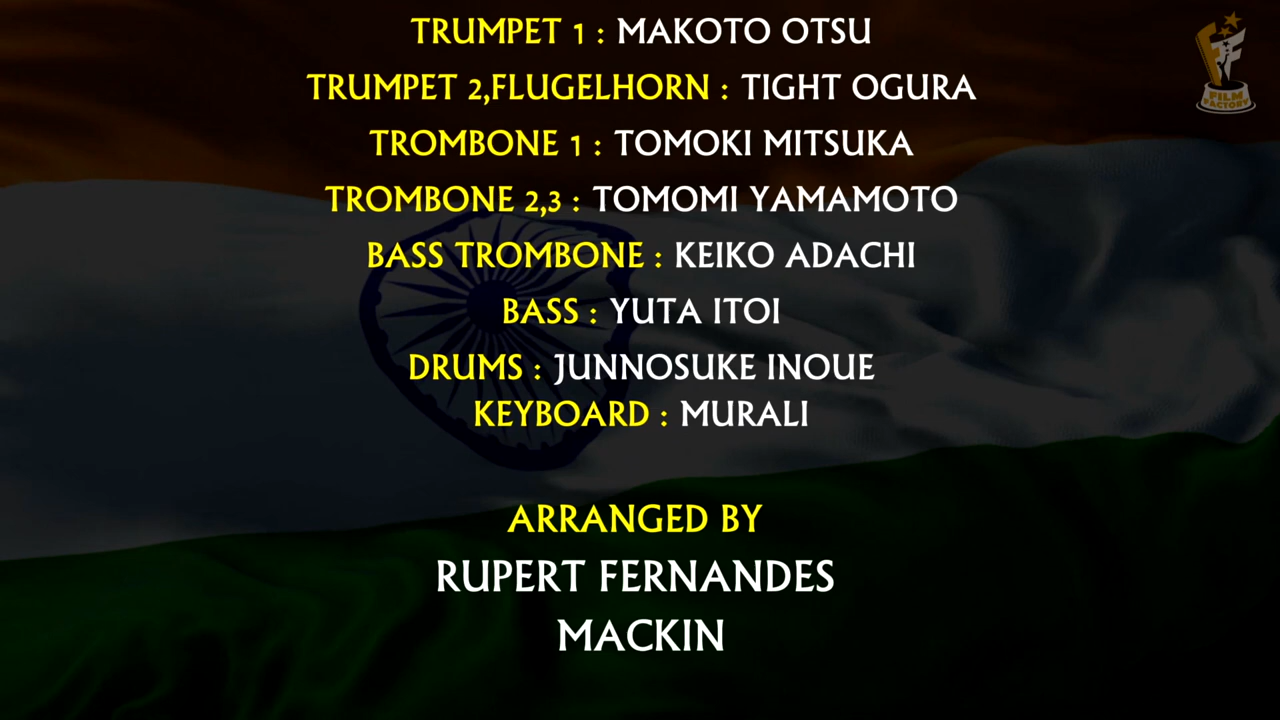 TRUMPET 1 : MAKOTO OTSU
TRUMPET 2,FLUGELHORN : TIGHT OGURA
TROMBONE 1 : TOMOKI MITSUKA
TROMBONE 2,3 : TOMOMI YAMAMOTO
BASS TROMBONE : KEIKO ADACHI
BASS : YUTA ITOI
DRUMS : JUNNOSUKE INOUE
KEYBOARD : MURALI
ARRANGED BY
RUPERT FERNANDES
MACKIN
FILM
FACTORY